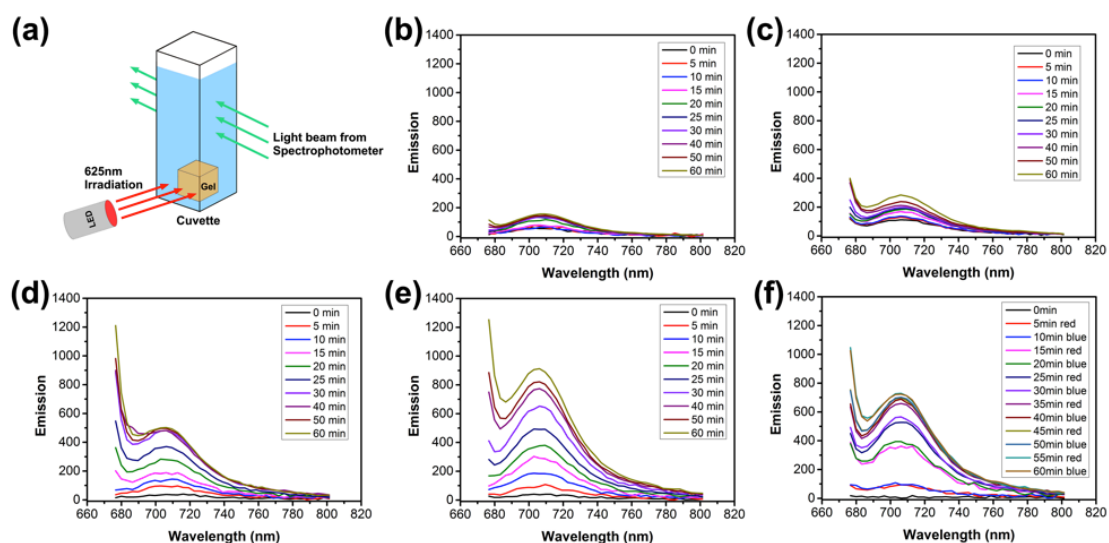 (a)
625nm
Irradiation
LED
Gel
Cuvette
Light beam from
Spectrophotometer
(b)
Emission
1400
1200
1000
800
600
400
200
0
660 680 700 720 740 760 780 800 820
Wavelength (nm)
0 min
5 min
10 min
15 min
20 min
25 min
30 min
40 min
50 min
60 min
(c)
Emission
1400
1200
1000
800
600
400
200
0
660 680 700 720 740 760 780 800 820
Wavelength (nm)
0 min
5 min
10 min
15 min
20 min
25 min
30 min
40 min
50 min
60 min
(d)
Emission
1400
1200
1000
800
600
400
200
0
660 680 700 720 740 760 780 800 820
Wavelength (nm)
0 min
5 min
10 min
15 min
20 min
25 min
30 min
40 min
50 min
60 min
(e)
Emission
1400
1200
1000
800
600
400
200
0
660 680 700 720 740 760 780 800 820
Wavelength (nm)
0 min
5 min
10 min
15 min
20 min
25 min
30 min
40 min
50 min
60 min
(f)
Emission
1400
1200
1000
800
600
400
200
0
660 680 700 720 740 760 780 800 820
Wavelength (nm)
0min
5min red
10min blue
15min red
20min blue
25min red
30min blue
35min red
40min blue
45min red
50min blue
55min red
60min blue